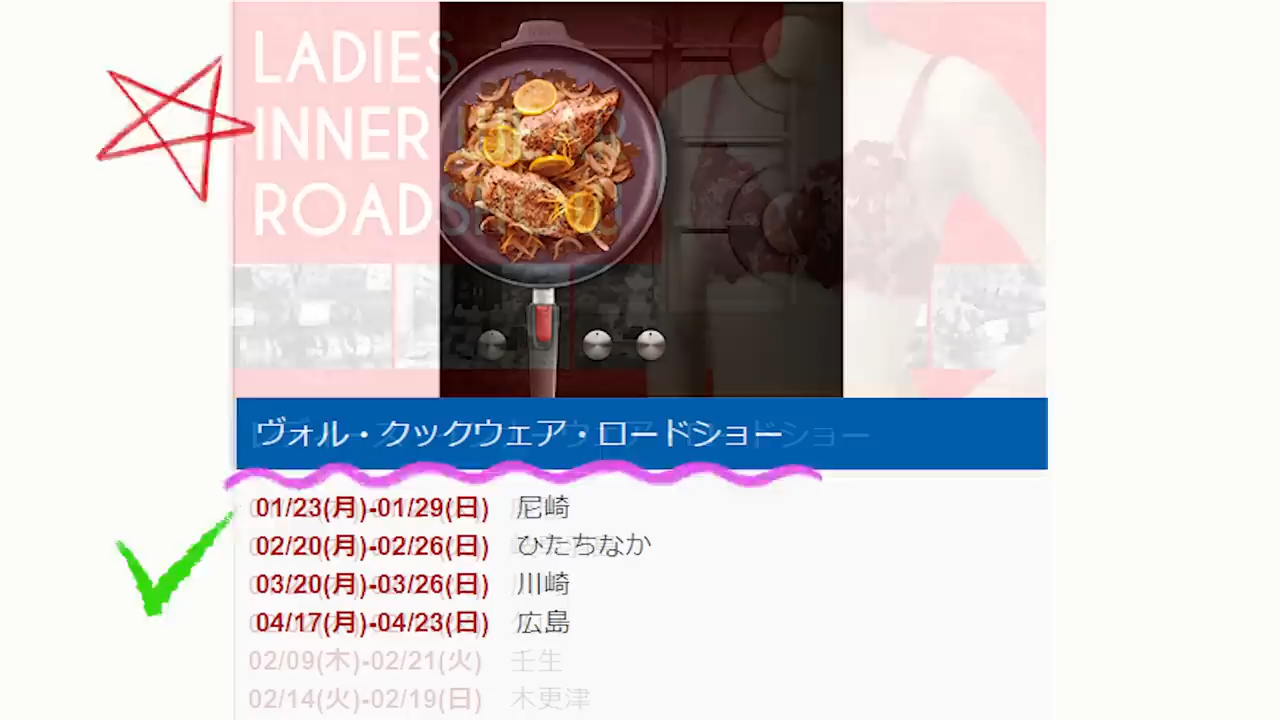 LADIES
INNER
ROADSHOW
ヴォル・クックウェア・ロードショー
01/23(月)-01/29(日) 尼崎
02/20(月)-02/26(日) ひたちなか
03/20(月)-03/26(日) 川崎
04/17(月)-04/23(日) 広島
02/09(木)-02/21(火) 壬生
02/14(火)-02/19(日) 木更津